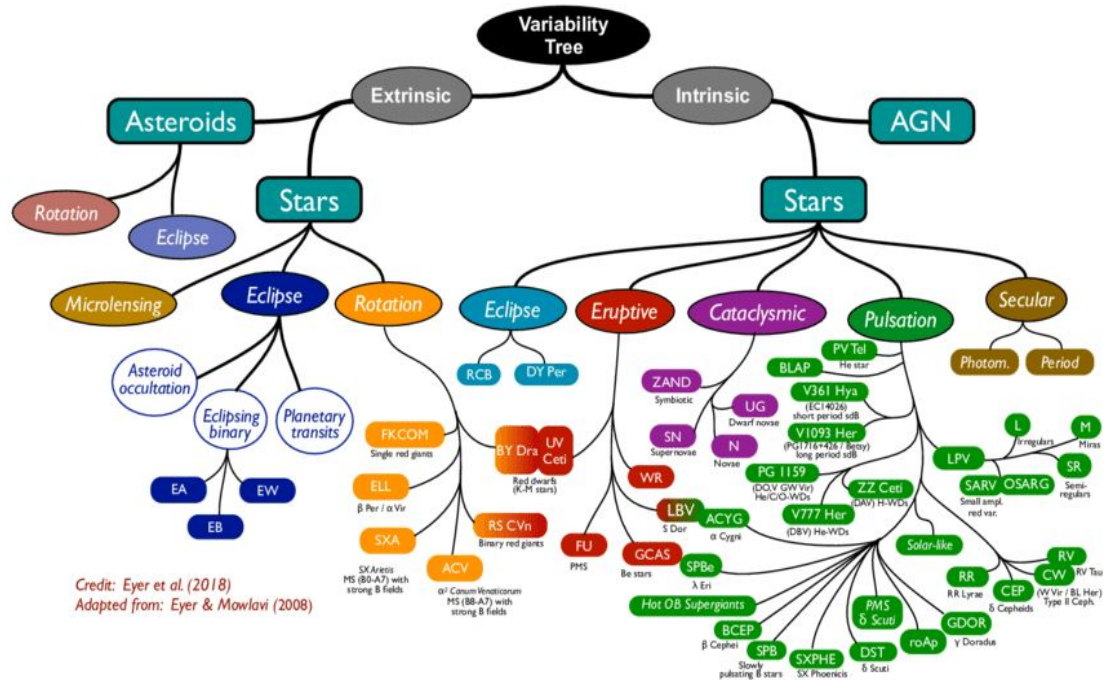 Variability
Tree
Extrinsic
Intrinsic
Asteroids
AGN
Stars
Stars
Rotation
Eclipse
Microlensing
Eclipse
Rotation
Eclipse
Eruptive
Cataclysmic
Pulsation
Secular
Asteroid
occultation
Eclipsing
binary
Planetary
transits
EA
EB
EW
RCB
DY Per
Photom.
Period
FKCOM
Single red giants
ELL
β Per / α Vir
SXA
SX Arietis
MS (B0-A7) with
strong B fields
ACV
α² Canum Venaticorum
MS (B8-A7) with
strong B fields
BY Dra
UV
Ceti
Red dwarfs
(K-M stars)
RS CVn
Binary red giants
WR
LBV
S Dor
FU
PMS
GCAS
Be stars
ZAND
Symbiotic
UG
Dwarf novae
SN
Supernovae
N
Novae
PV Tel
He star
BLAP
V361 Hya
(EC14026)
short period sdB
V1093 Her
(PG1716+426 / Betsy)
long period sdB
PG 1159
(DO,V GW Vir)
He/C/O-WDs
ZZ Ceti
(DAV) H-WDs
V777 Her
(DBV) He-WDs
LPV
L
Irregulars
M
Miras
SR
Semi-
regulars
SARV
Small ampl.
red var.
OSARG
ACYG
α Cygni
SPBe
λ Eri
Hot OB Supergiants
BCEP
β Cephei
SPB
Slowly
pulsating B stars
SXPHE
SX Phoenicis
DST
δ Scuti
PMS
δ Scuti
roAp
GDOR
γ Doradus
Solar-like
RR
RR Lyrae
CEP
δ Cepheids
RV
RV Tau
CW
(W Vir / BL Her)
Type II Ceph.
Credit: Eyer et al. (2018)
Adapted from: Eyer & Mowlavi (2008)